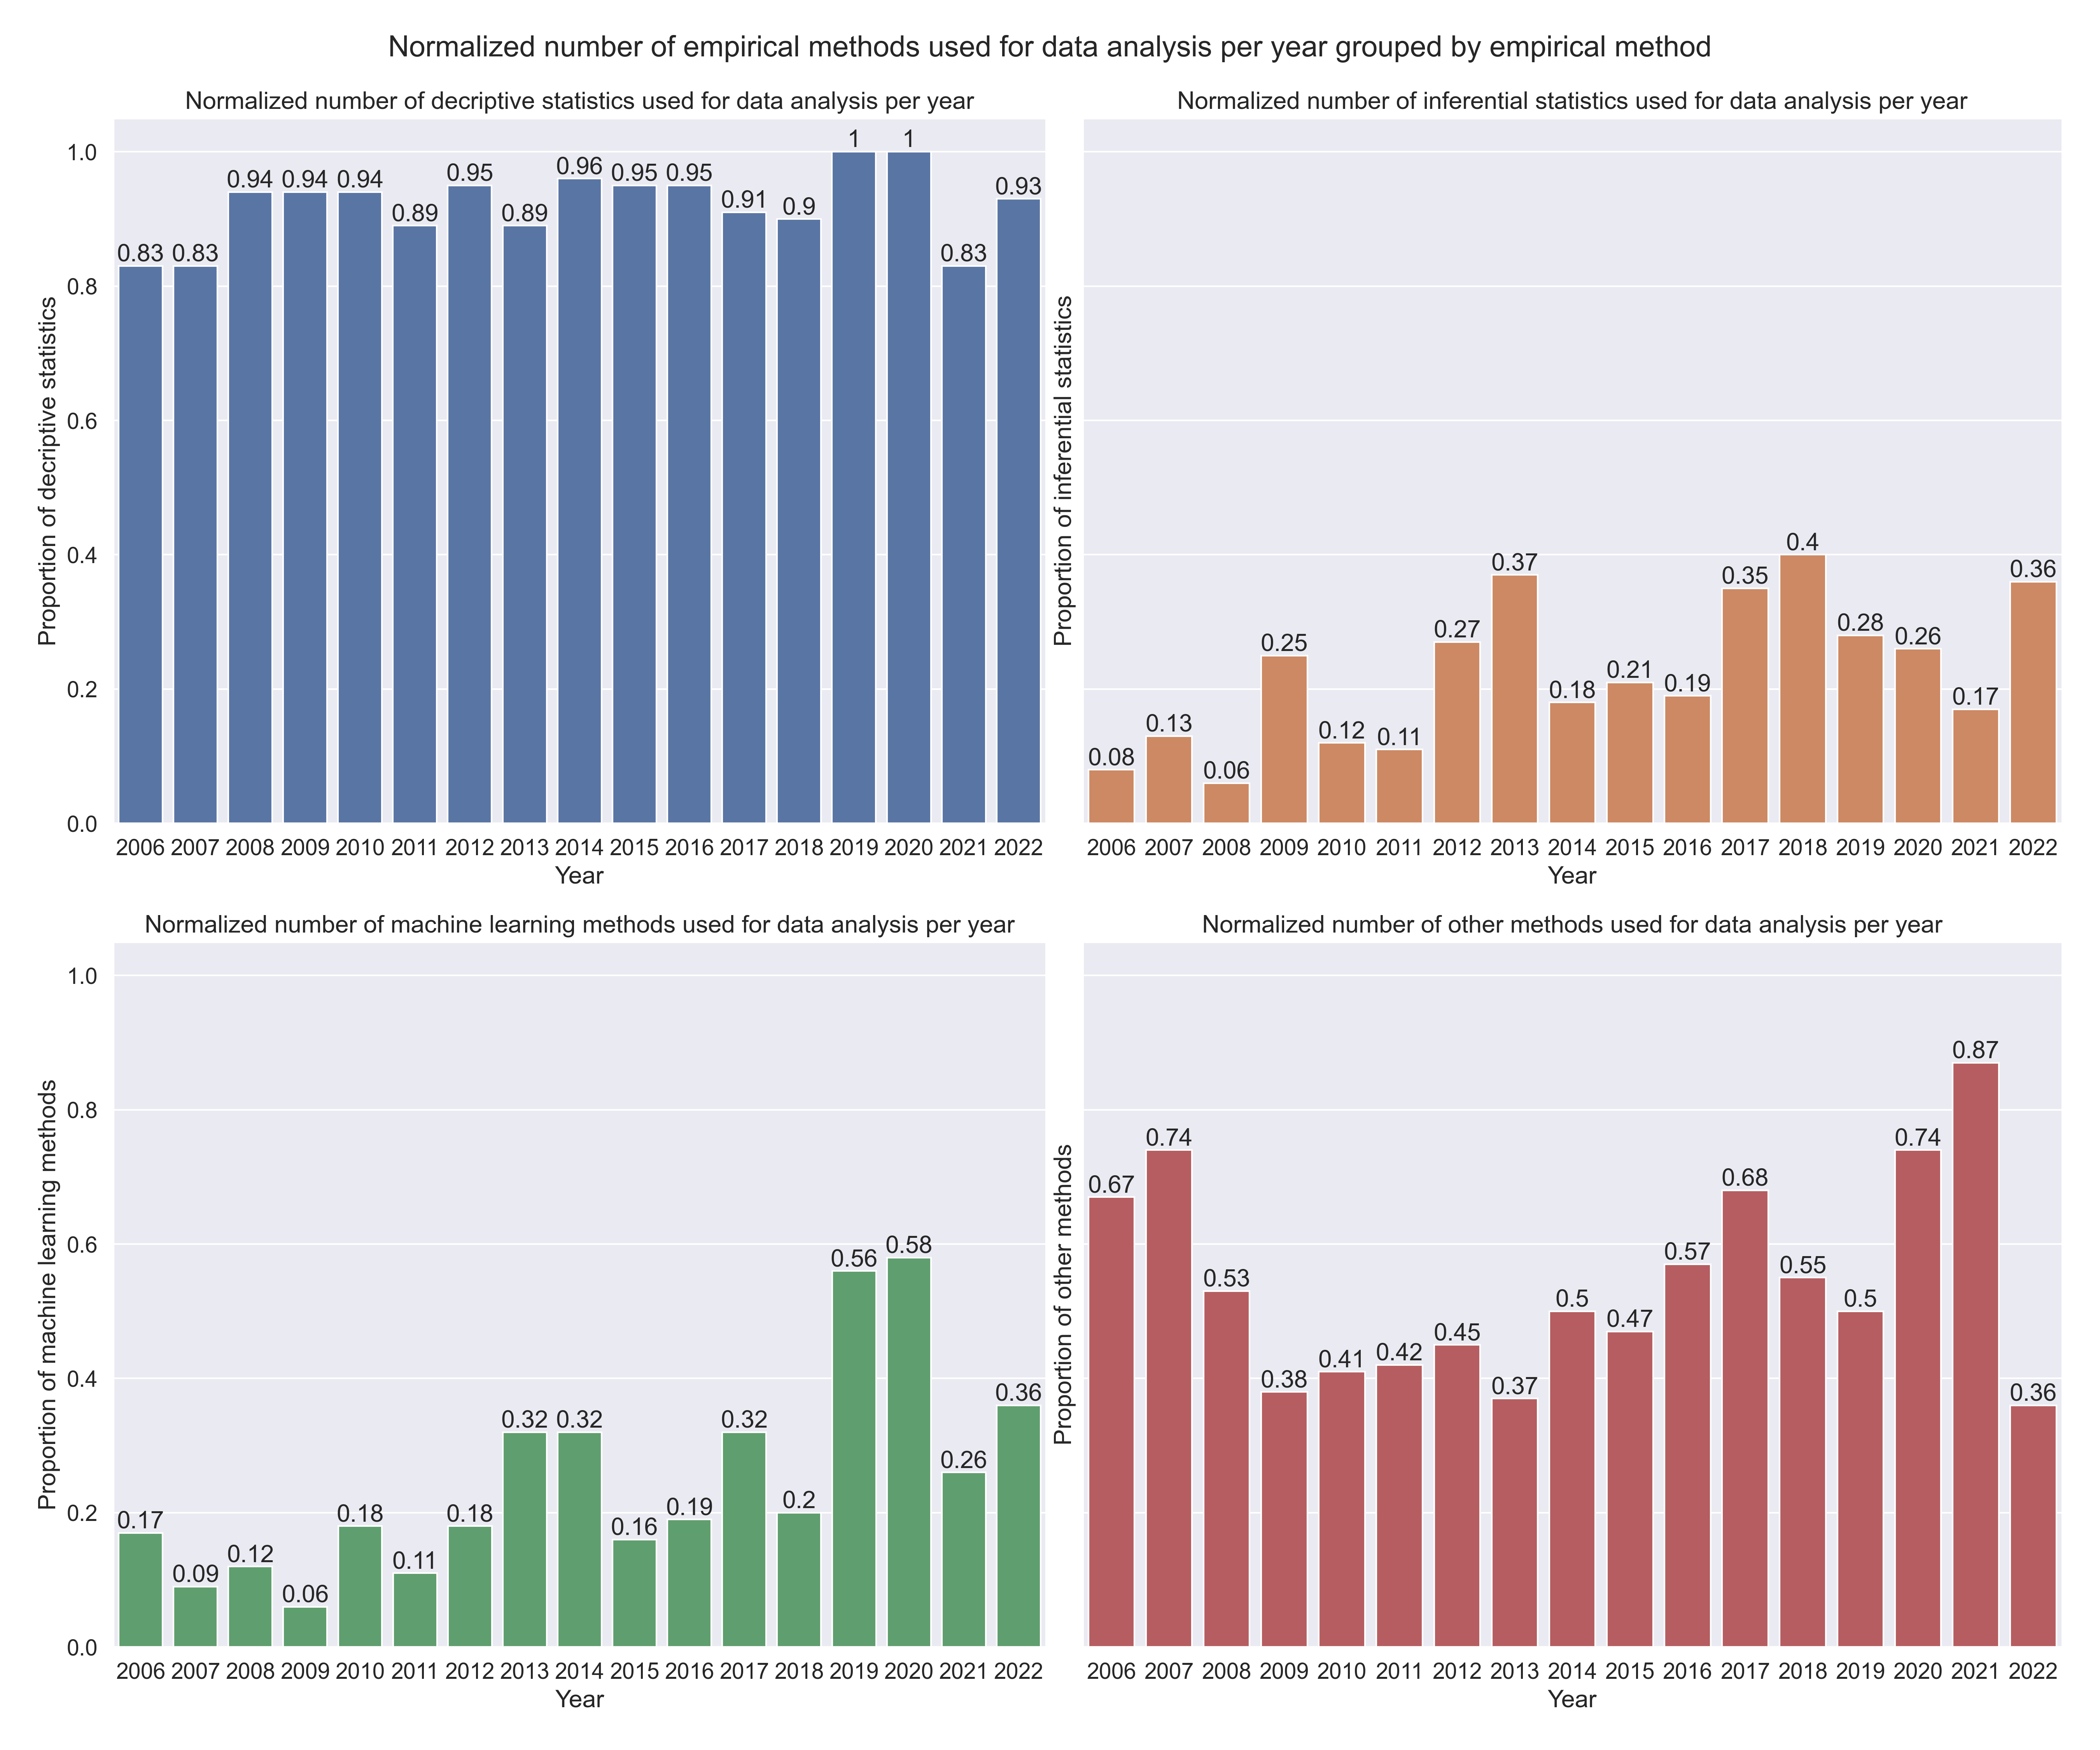 Normalized number of empirical methods used for data analysis per year grouped by empirical method
Normalized number of decriptive statistics used for data analysis per year
Proportion of decriptive statistics
1.0
0.8
0.6
0.4
0.2
0.0
0.83 0.83 0.94 0.94 0.94 0.89 0.95 0.89 0.96 0.95 0.95 0.91 0.9 1 1 0.83 0.93
2006 2007 2008 2009 2010 2011 2012 2013 2014 2015 2016 2017 2018 2019 2020 2021 2022
Year
Normalized number of inferential statistics used for data analysis per year
Proportion of inferential statistics
0.08 0.13 0.06 0.25 0.12 0.11 0.27 0.37 0.18 0.21 0.19 0.35 0.4 0.28 0.26 0.17 0.36
2006 2007 2008 2009 2010 2011 2012 2013 2014 2015 2016 2017 2018 2019 2020 2021 2022
Year
Normalized number of machine learning methods used for data analysis per year
Proportion of machine learning methods
1.0
0.8
0.6
0.4
0.2
0.0
0.17 0.09 0.12 0.06 0.18 0.11 0.18 0.32 0.32 0.16 0.19 0.32 0.2 0.56 0.58 0.26 0.36
2006 2007 2008 2009 2010 2011 2012 2013 2014 2015 2016 2017 2018 2019 2020 2021 2022
Year
Normalized number of other methods used for data analysis per year
Proportion of other methods
0.67 0.74 0.53 0.38 0.41 0.42 0.45 0.37 0.5 0.47 0.57 0.68 0.55 0.5 0.74 0.87 0.36
2006 2007 2008 2009 2010 2011 2012 2013 2014 2015 2016 2017 2018 2019 2020 2021 2022
Year